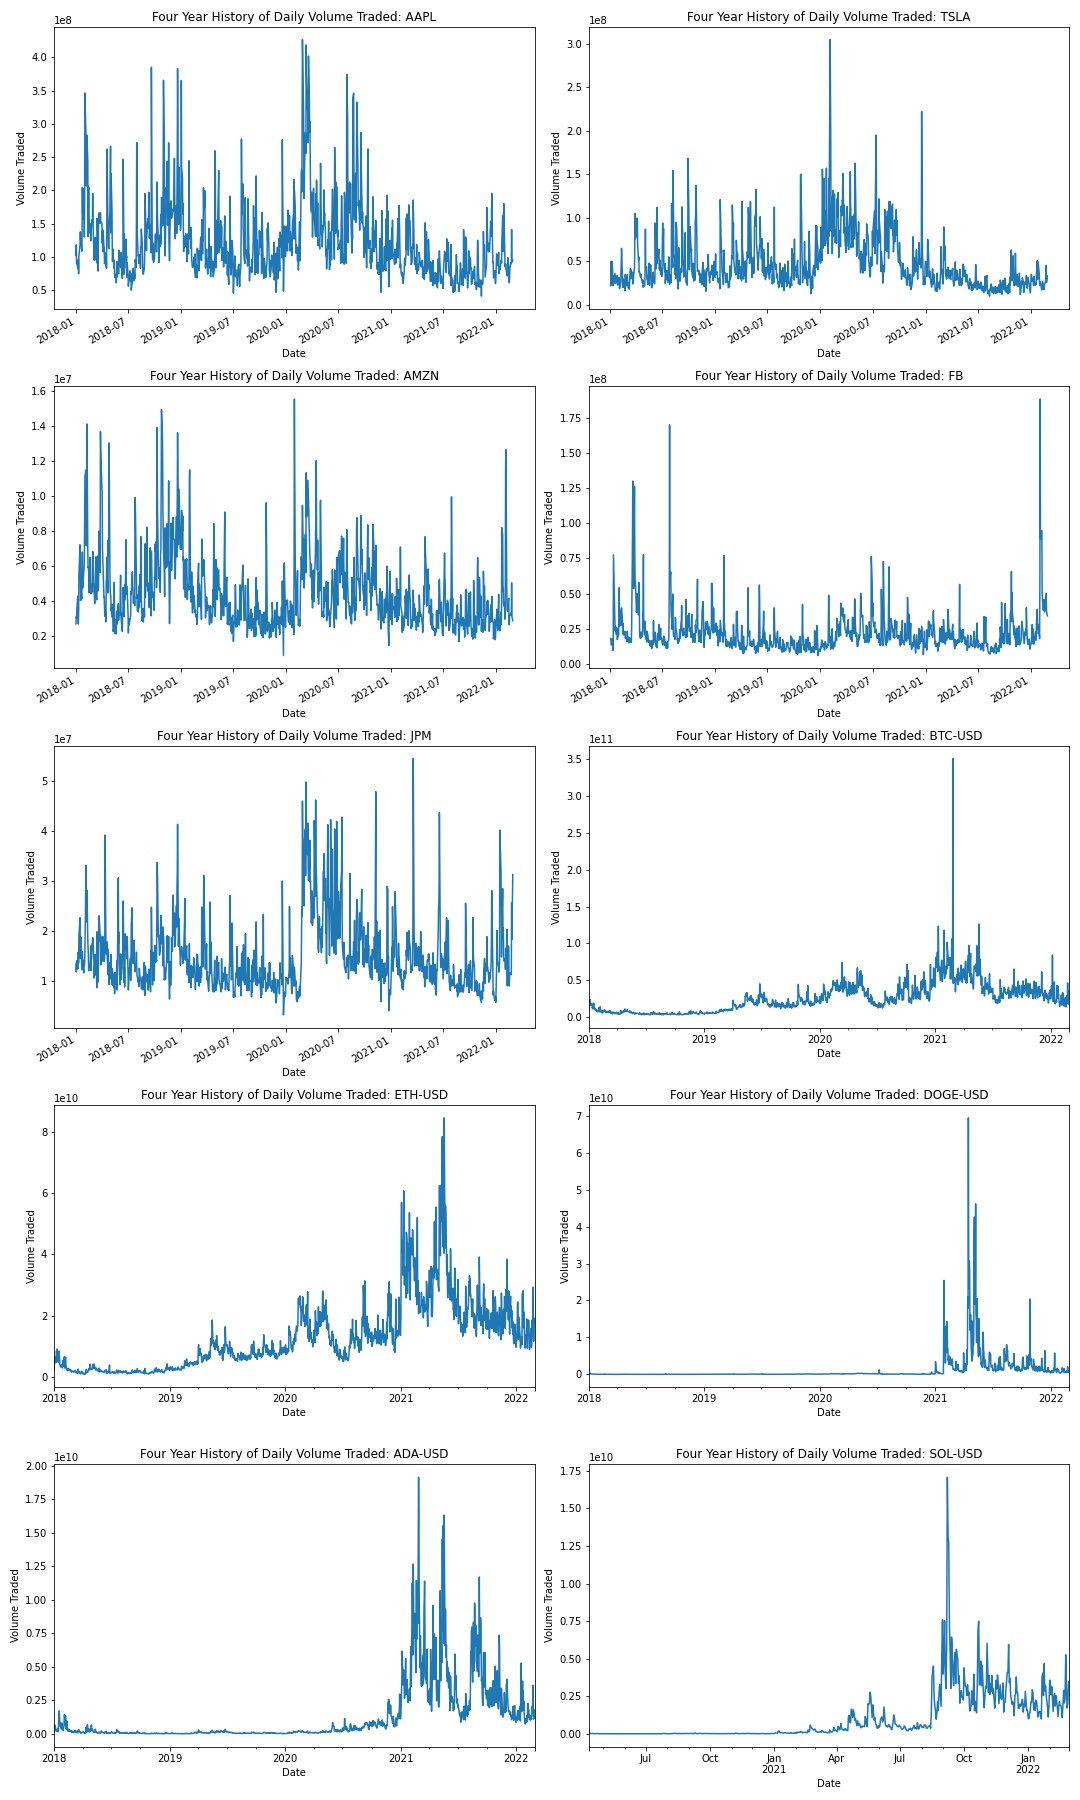 Four Year History of Daily Volume Traded: AAPL
1e8
4.0
3.5
3.0
2.5
2.0
1.5
1.0
0.5
Volume Traded
2018-01 2018-07 2019-01 2019-07 2020-01 2020-07 2021-01 2021-07 2022-01
Date
Four Year History of Daily Volume Traded: TSLA
1e8
3.0
2.5
2.0
1.5
1.0
0.5
0.0
Volume Traded
2018-01 2018-07 2019-01 2019-07 2020-01 2020-07 2021-01 2021-07 2022-01
Date
Four Year History of Daily Volume Traded: AMZN
1e7
1.6
1.4
1.2
1.0
0.8
0.6
0.4
0.2
Volume Traded
2018-01 2018-07 2019-01 2019-07 2020-01 2020-07 2021-01 2021-07 2022-01
Date
Four Year History of Daily Volume Traded: FB
1e8
1.75
1.50
1.25
1.00
0.75
0.50
0.25
0.00
Volume Traded
2018-01 2018-07 2019-01 2019-07 2020-01 2020-07 2021-01 2021-07 2022-01
Date
Four Year History of Daily Volume Traded: JPM
1e7
5
4
3
2
1
Volume Traded
2018-01 2018-07 2019-01 2019-07 2020-01 2020-07 2021-01 2021-07 2022-01
Date
Four Year History of Daily Volume Traded: BTC-USD
1e11
3.5
3.0
2.5
2.0
1.5
1.0
0.5
0.0
Volume Traded
2018 2019 2020 2021 2022
Date
Four Year History of Daily Volume Traded: ETH-USD
1e10
8
6
4
2
0
Volume Traded
2018 2019 2020 2021 2022
Date
Four Year History of Daily Volume Traded: DOGE-USD
1e10
7
6
5
4
3
2
1
0
Volume Traded
2018 2019 2020 2021 2022
Date
Four Year History of Daily Volume Traded: ADA-USD
1e10
2.00
1.75
1.50
1.25
1.00
0.75
0.50
0.25
0.00
Volume Traded
2018 2019 2020 2021 2022
Date
Four Year History of Daily Volume Traded: SOL-USD
1e10
1.75
1.50
1.25
1.00
0.75
0.50
0.25
0.00
Volume Traded
Jul Oct Jan Apr Jul Oct Jan
2021 2022
Date